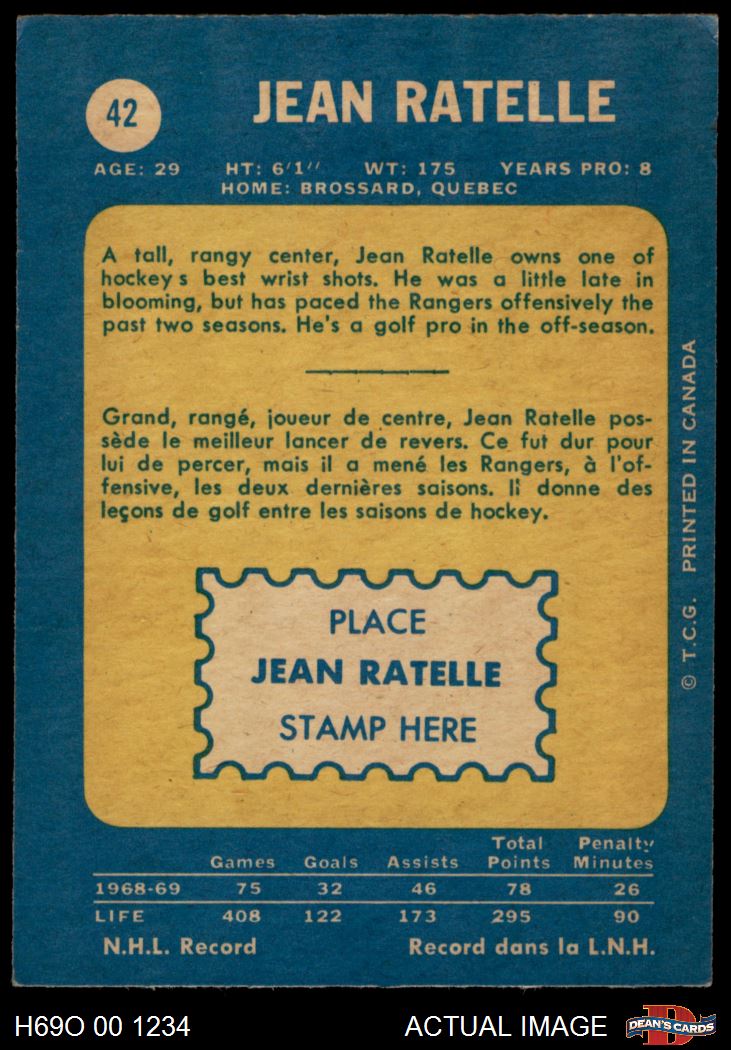 42
JEAN RATELLE
AGE: 29 HT: 6'1'' WT: 175 YEARS PRO: 8
HOME: BROSSARD, QUEBEC
A tall, rangy center, Jean Ratelle owns one of
hockey s best wrist shots. He was a little late in
blooming, but has paced the Rangers offensively the
past two seasons. He's a golf pro in the off-season.
Grand, rangé, joueur de centre, Jean Ratelle pos-
sède le meilleur lancer de revers. Ce fut dur pour
lui de percer, mais il a mené les Rangers, à l'of-
fensive, les deux dernières saisons. Il donne des
leçons de golf entre les saisons de hockey.
PLACE
JEAN RATELLE
STAMP HERE
© T.C.G. PRINTED IN CANADA
Total Penalty
Games Goals Assists Points Minutes
1968-69 75 32 46 78 26
LIFE 408 122 173 295 90
N.H.L. Record Record dans la L.N.H.
H69O 00 1234 ACTUAL IMAGE DEAN'S CARDS